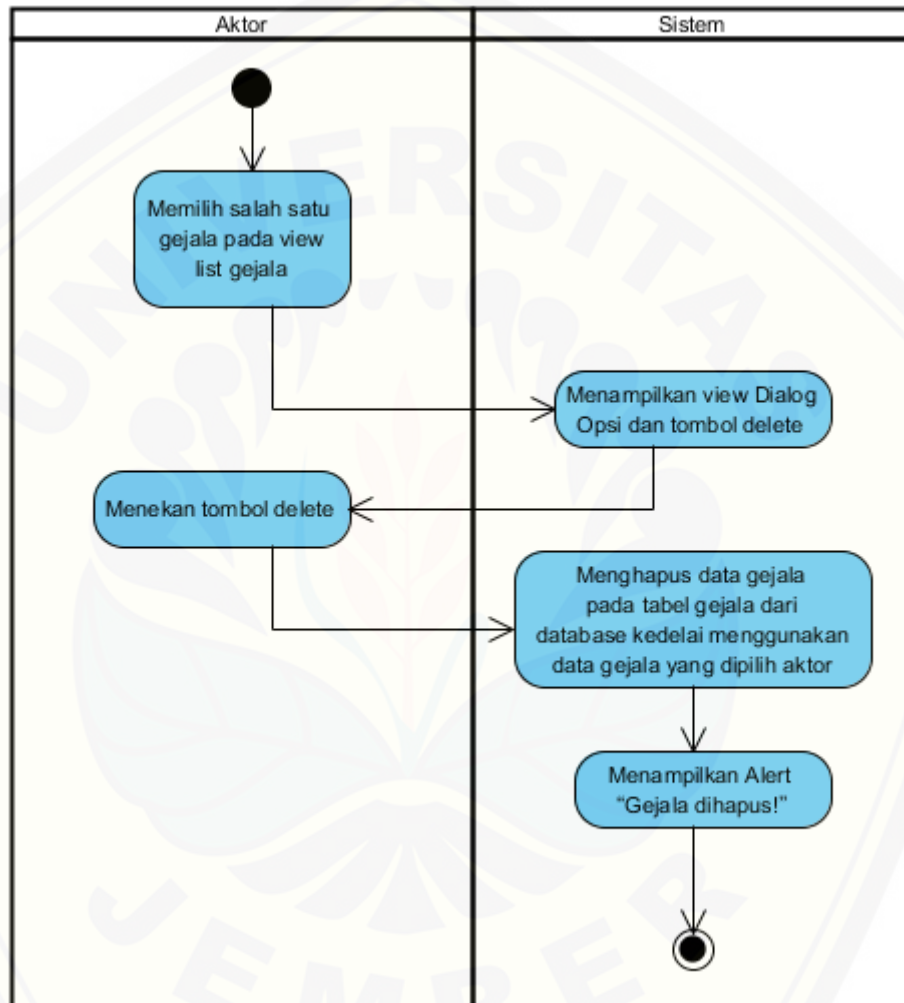 Aktor
Sistem
Memilih salah satu
gejala pada view
list gejala
Menampilkan view Dialog
Opsi dan tombol delete
Menekan tombol delete
Menghapus data gejala
pada tabel gejala dari
database kedelai menggunakan
data gejala yang dipilih aktor
Menampilkan Alert
“Gejala dihapus!”
UNIVERSITAS
JEMBER